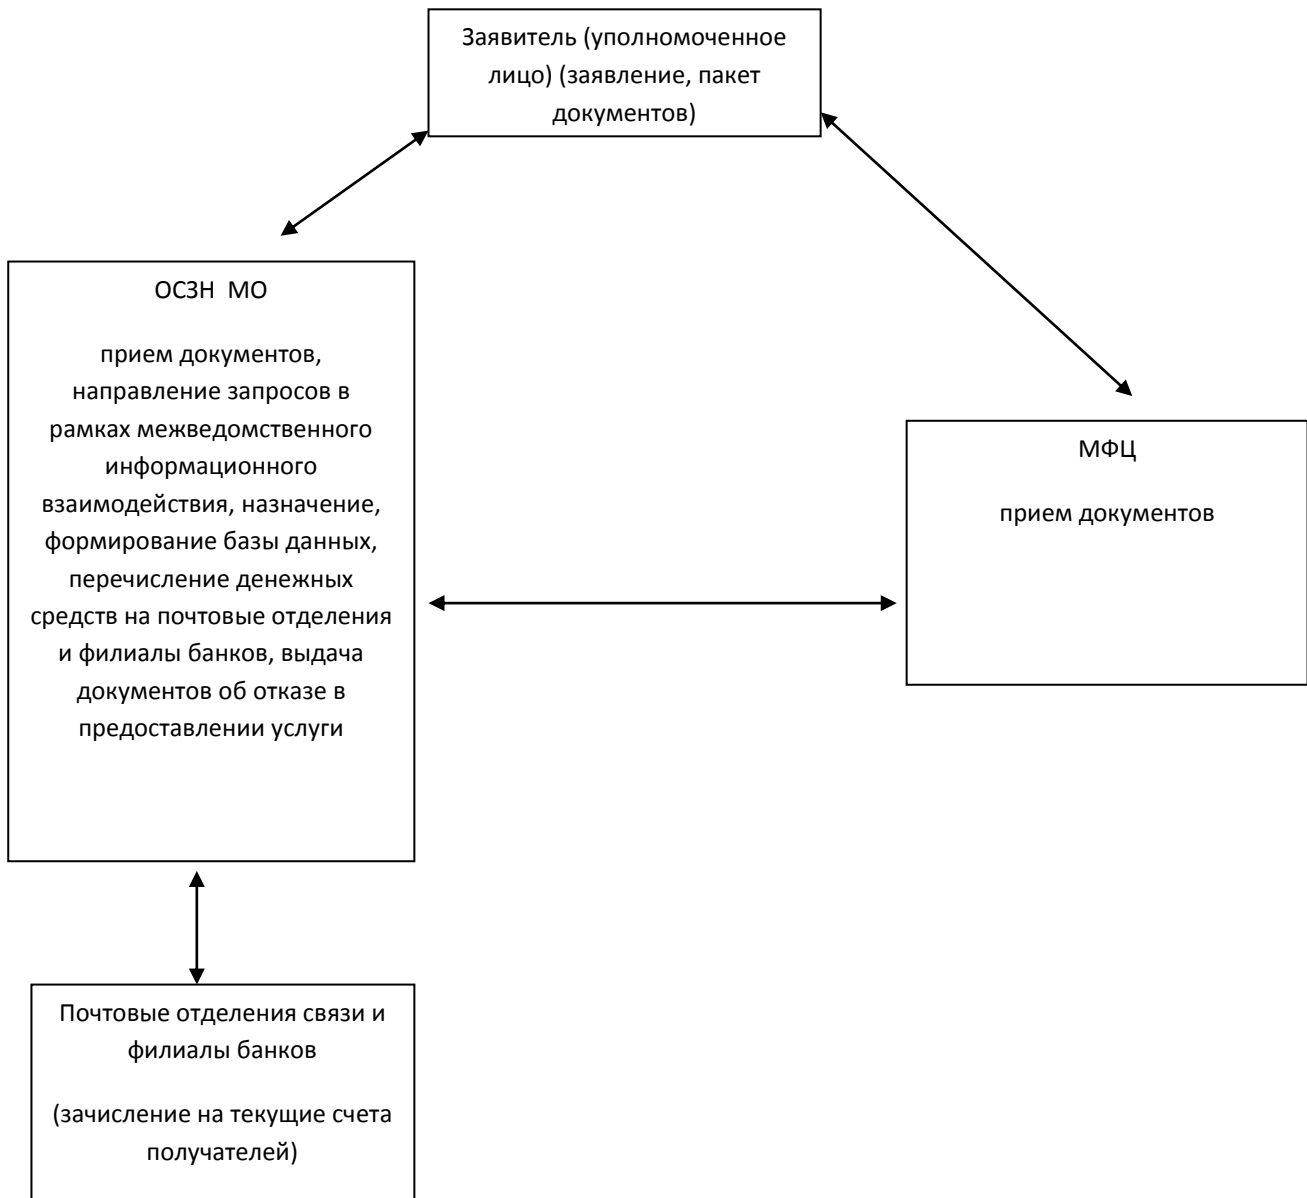 Заявитель (уполномоченное
лицо) (заявление, пакет
документов)
ОСЗН  МО
прием документов,
направление запросов в
рамках межведомственного
информационного
взаимодействия, назначение,
формирование базы данных,
перечисление денежных
средств на почтовые отделения
и филиалы банков, выдача
документов об отказе в
предоставлении услуги
МФЦ
прием документов
Почтовые отделения связи и
филиалы банков
(зачисление на текущие счета
получателей)